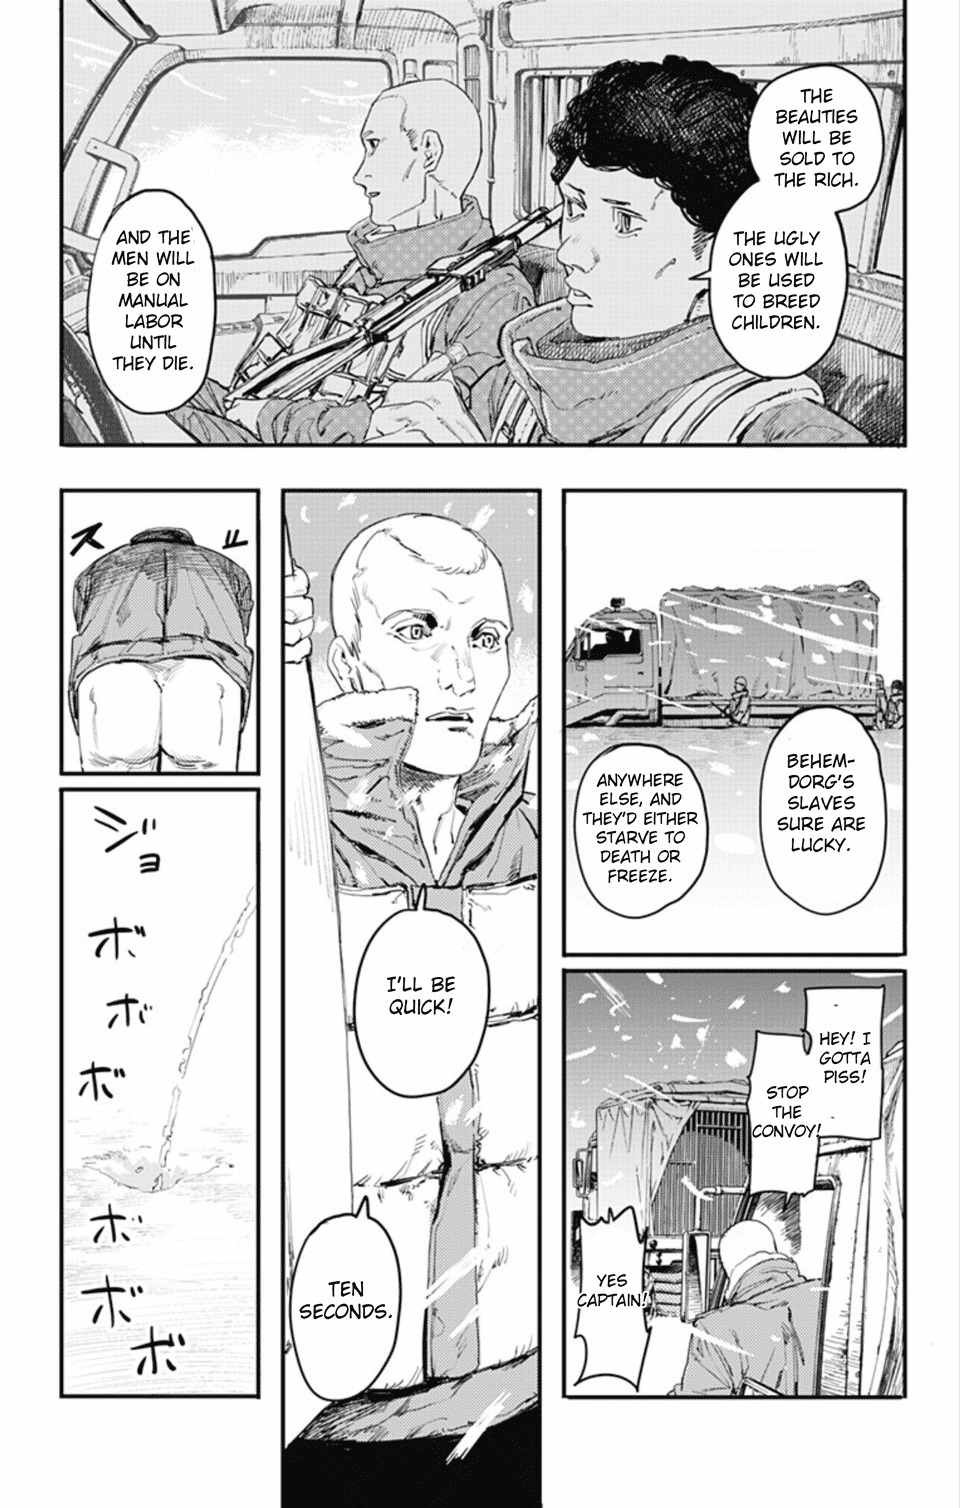 THE
BEAUTIES
WILL BE
SOLD TO
THE RICH.
THE UGLY
ONES WILL
BE USED
TO BREED
CHILDREN.
AND THE
MEN WILL
BE ON
MANUAL
LABOR
UNTIL
THEY DIE.
BEHEM-
DORG'S
SLAVES
SURE ARE
LUCKY.
ANYWHERE
ELSE, AND
THEY'D EITHER
STARVE TO
DEATH OR
FREEZE.
HEY! I
GOTTA
PISS!
STOP
THE
CONVOY!
YES
CAPTAIN!
I'LL BE
QUICK!
TEN
SECONDS.
ズ
ス
ジョ
ボボボボボボ